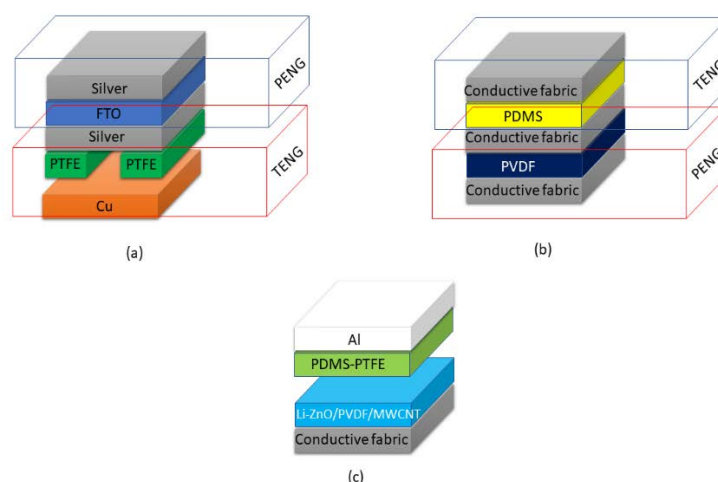 Silver
FTO
Silver
PTFE PTFE
Cu
PENG
TENG
(a)
Conductive fabric
PDMS
Conductive fabric
PVDF
Conductive fabric
TENG
PENG
(b)
Al
PDMS-PTFE
Li-ZnO/PVDF/MWCNT
Conductive fabric
(c)